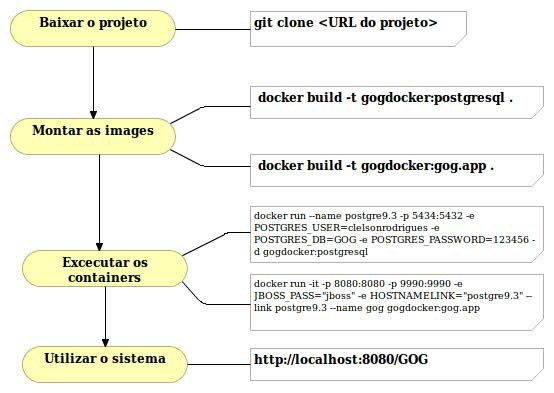 Baixar o projeto
git clone <URL do projeto>
docker build -t gogdocker:postgresql .
Montar as images
docker build -t gogdocker:gog.app .
docker run --name postgre9.3 -p 5434:5432 -e
POSTGRES_USER=clelsonrodrigues -e
POSTGRES_DB=GOG -e POSTGRES_PASSWORD=123456 -
d gogdocker:postgresql
Excecutar os
containers
docker run -it -p 8080:8080 -p 9990:9990 -e
JBOSS_PASS="jboss" -e HOSTNAMELINK="postgre9.3" --
link postgre9.3 --name gog gogdocker:gog.app
Utilizar o sistema
http://localhost:8080/GOG